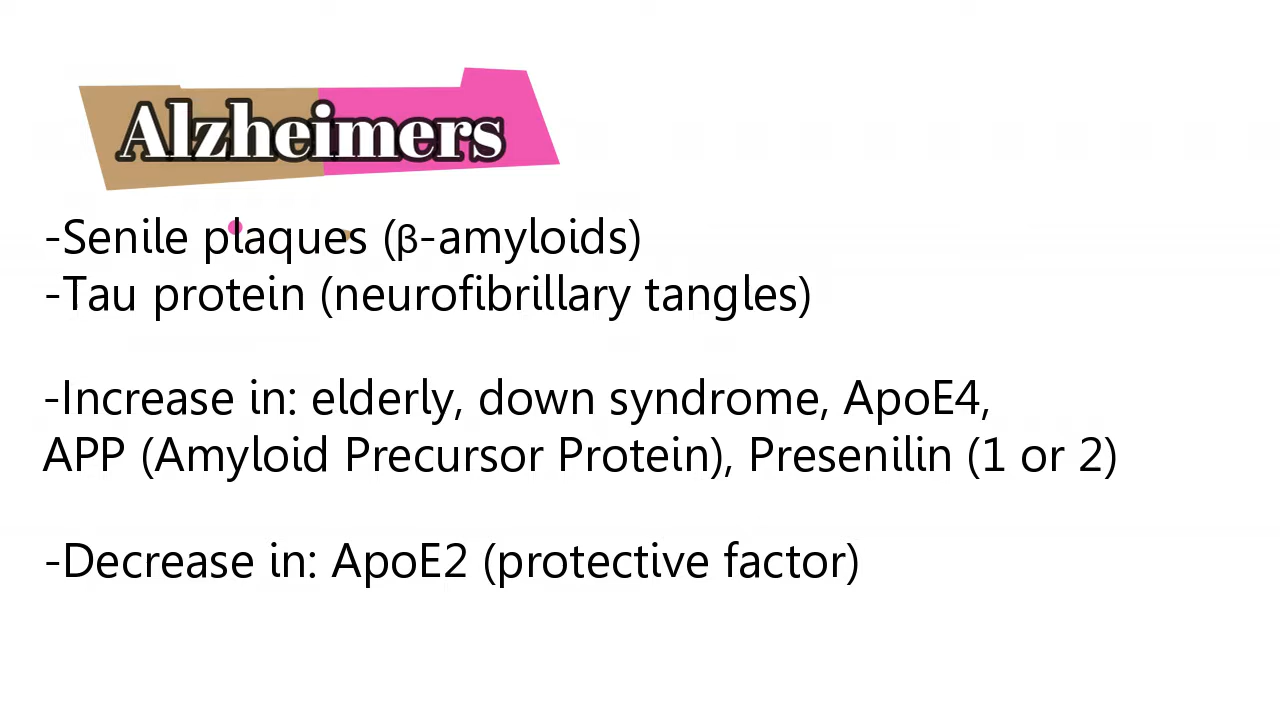 Alzheimers
-Senile plaques (β-amyloids)
-Tau protein (neurofibrillary tangles)
-Increase in: elderly, down syndrome, ApoE4,
APP (Amyloid Precursor Protein), Presenilin (1 or 2)
-Decrease in: ApoE2 (protective factor)